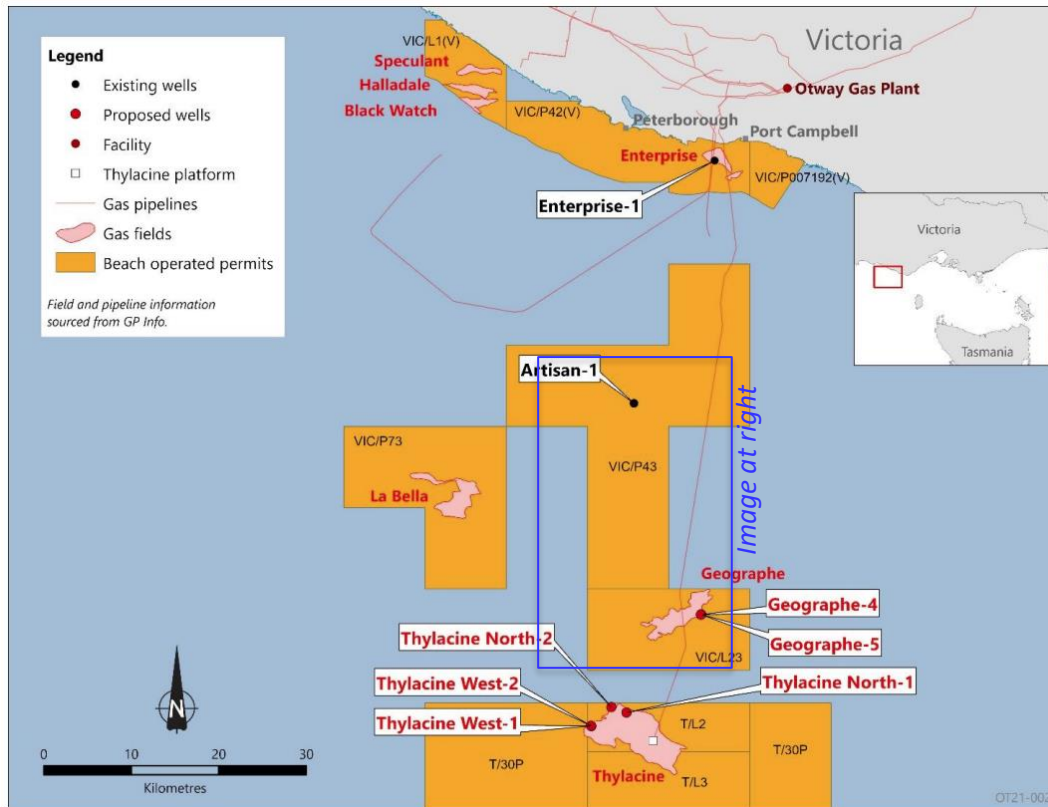 Legend
Existing wells
Proposed wells
Facility
Thylacine platform
Gas pipelines
Gas fields
Beach operated permits
Field and pipeline information
sourced from GP Info.
VIC/L1(V)
Speculant
Halladale
Black Watch
VIC/P42(V)
Victoria
Otway Gas Plant
Peterborough
Port Campbell
Enterprise
VIC/P007192(V)
Enterprise-1
Victoria
Tasmania
Artisan-1
Image at right
VIC/P73
VIC/P43
La Bella
Geographe
Geographe-4
Geographe-5
VIC/L23
Thylacine North-2
Thylacine West-2
Thylacine North-1
Thylacine West-1
T/L2
T/30P
T/30P
Thylacine
T/L3
N
0 10 20 30
Kilometres